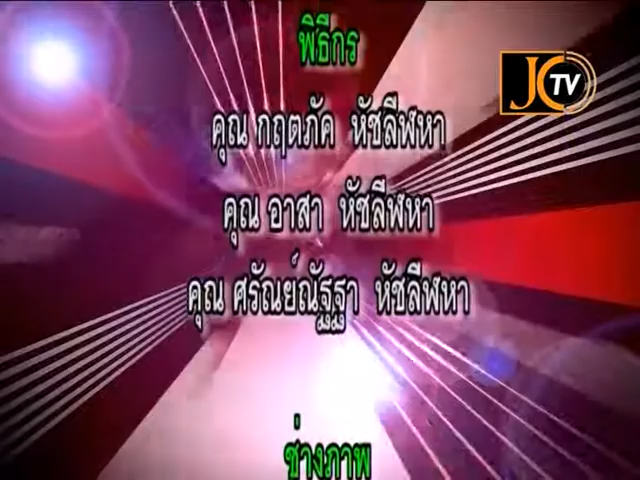 พิธีกร
JCTV
คุณ กฤตภัค หัชลีฬหา
คุณ อาสา หัชลีฬหา
คุณ ศรัณย์ณัฐฐา หัชลีฬหา
ช่างภาพ